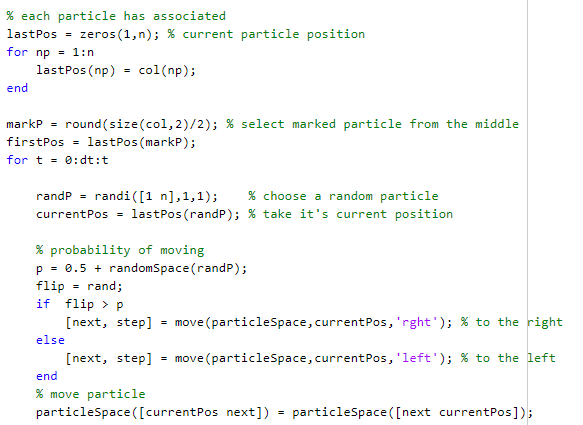 % each particle has associated
lastPos = zeros(1,n); % current particle position
for np = 1:n
    lastPos(np) = col(np);
end

markP = round(size(col,2)/2); % select marked particle from the middle
firstPos = lastPos(markP);
for t = 0:dt:t

    randP = randi([1 n],1,1);    % choose a random particle
    currentPos = lastPos(randP); % take it's current position

    % probability of moving
    p = 0.5 + randomSpace(randP);
    flip = rand;
    if  flip > p
        [next, step] = move(particleSpace,currentPos,'rght'); % to the right
    else
        [next, step] = move(particleSpace,currentPos,'left'); % to the left
    end
    % move particle
    particleSpace([currentPos next]) = particleSpace([next currentPos]);